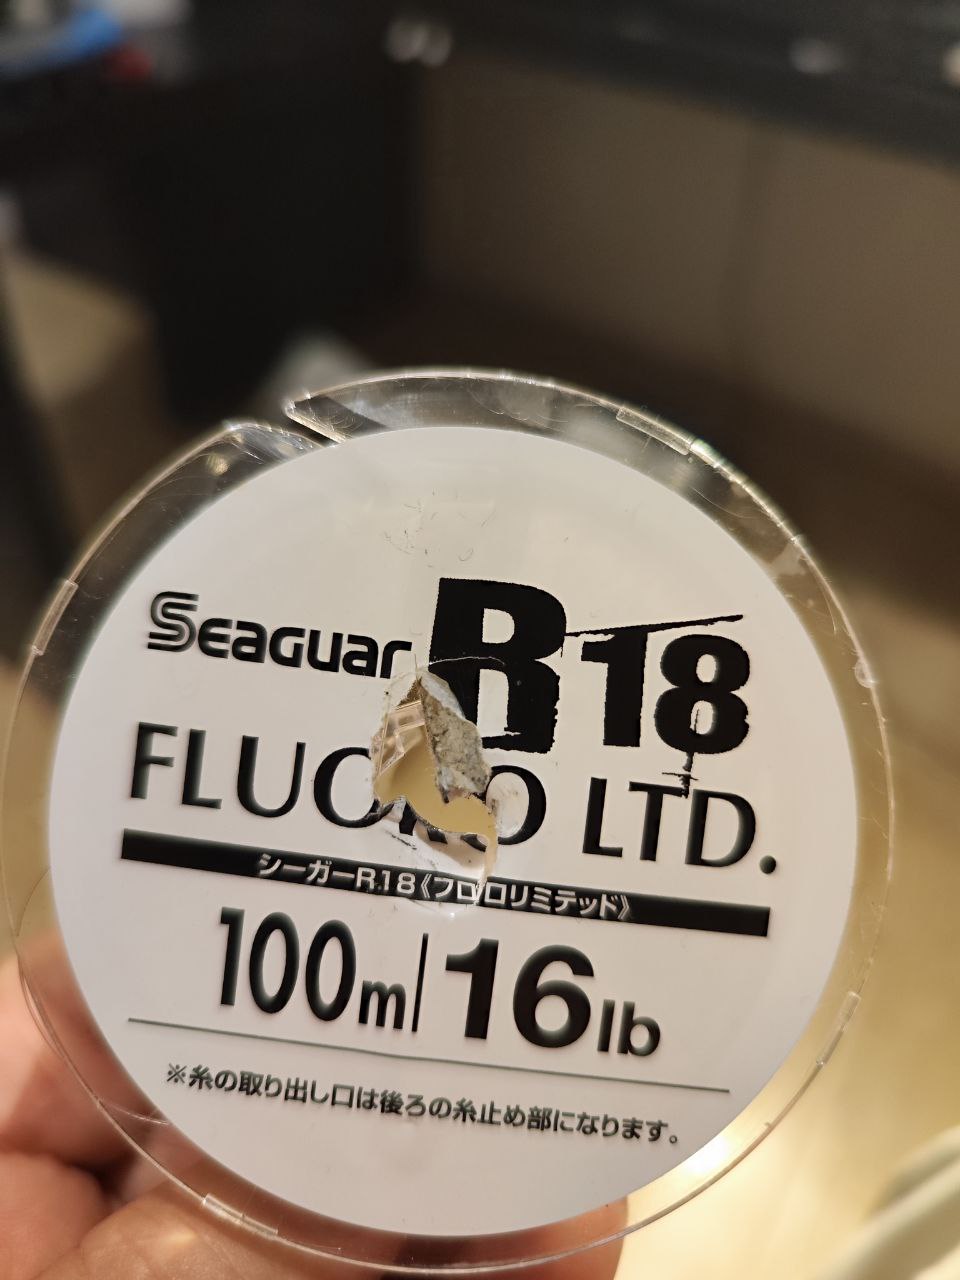 Seaguar R18
FLUORO LTD.
シーガーR18《フロロリミテッド》
100m|16lb
※糸の取り出し口は後ろの糸止め部になります。